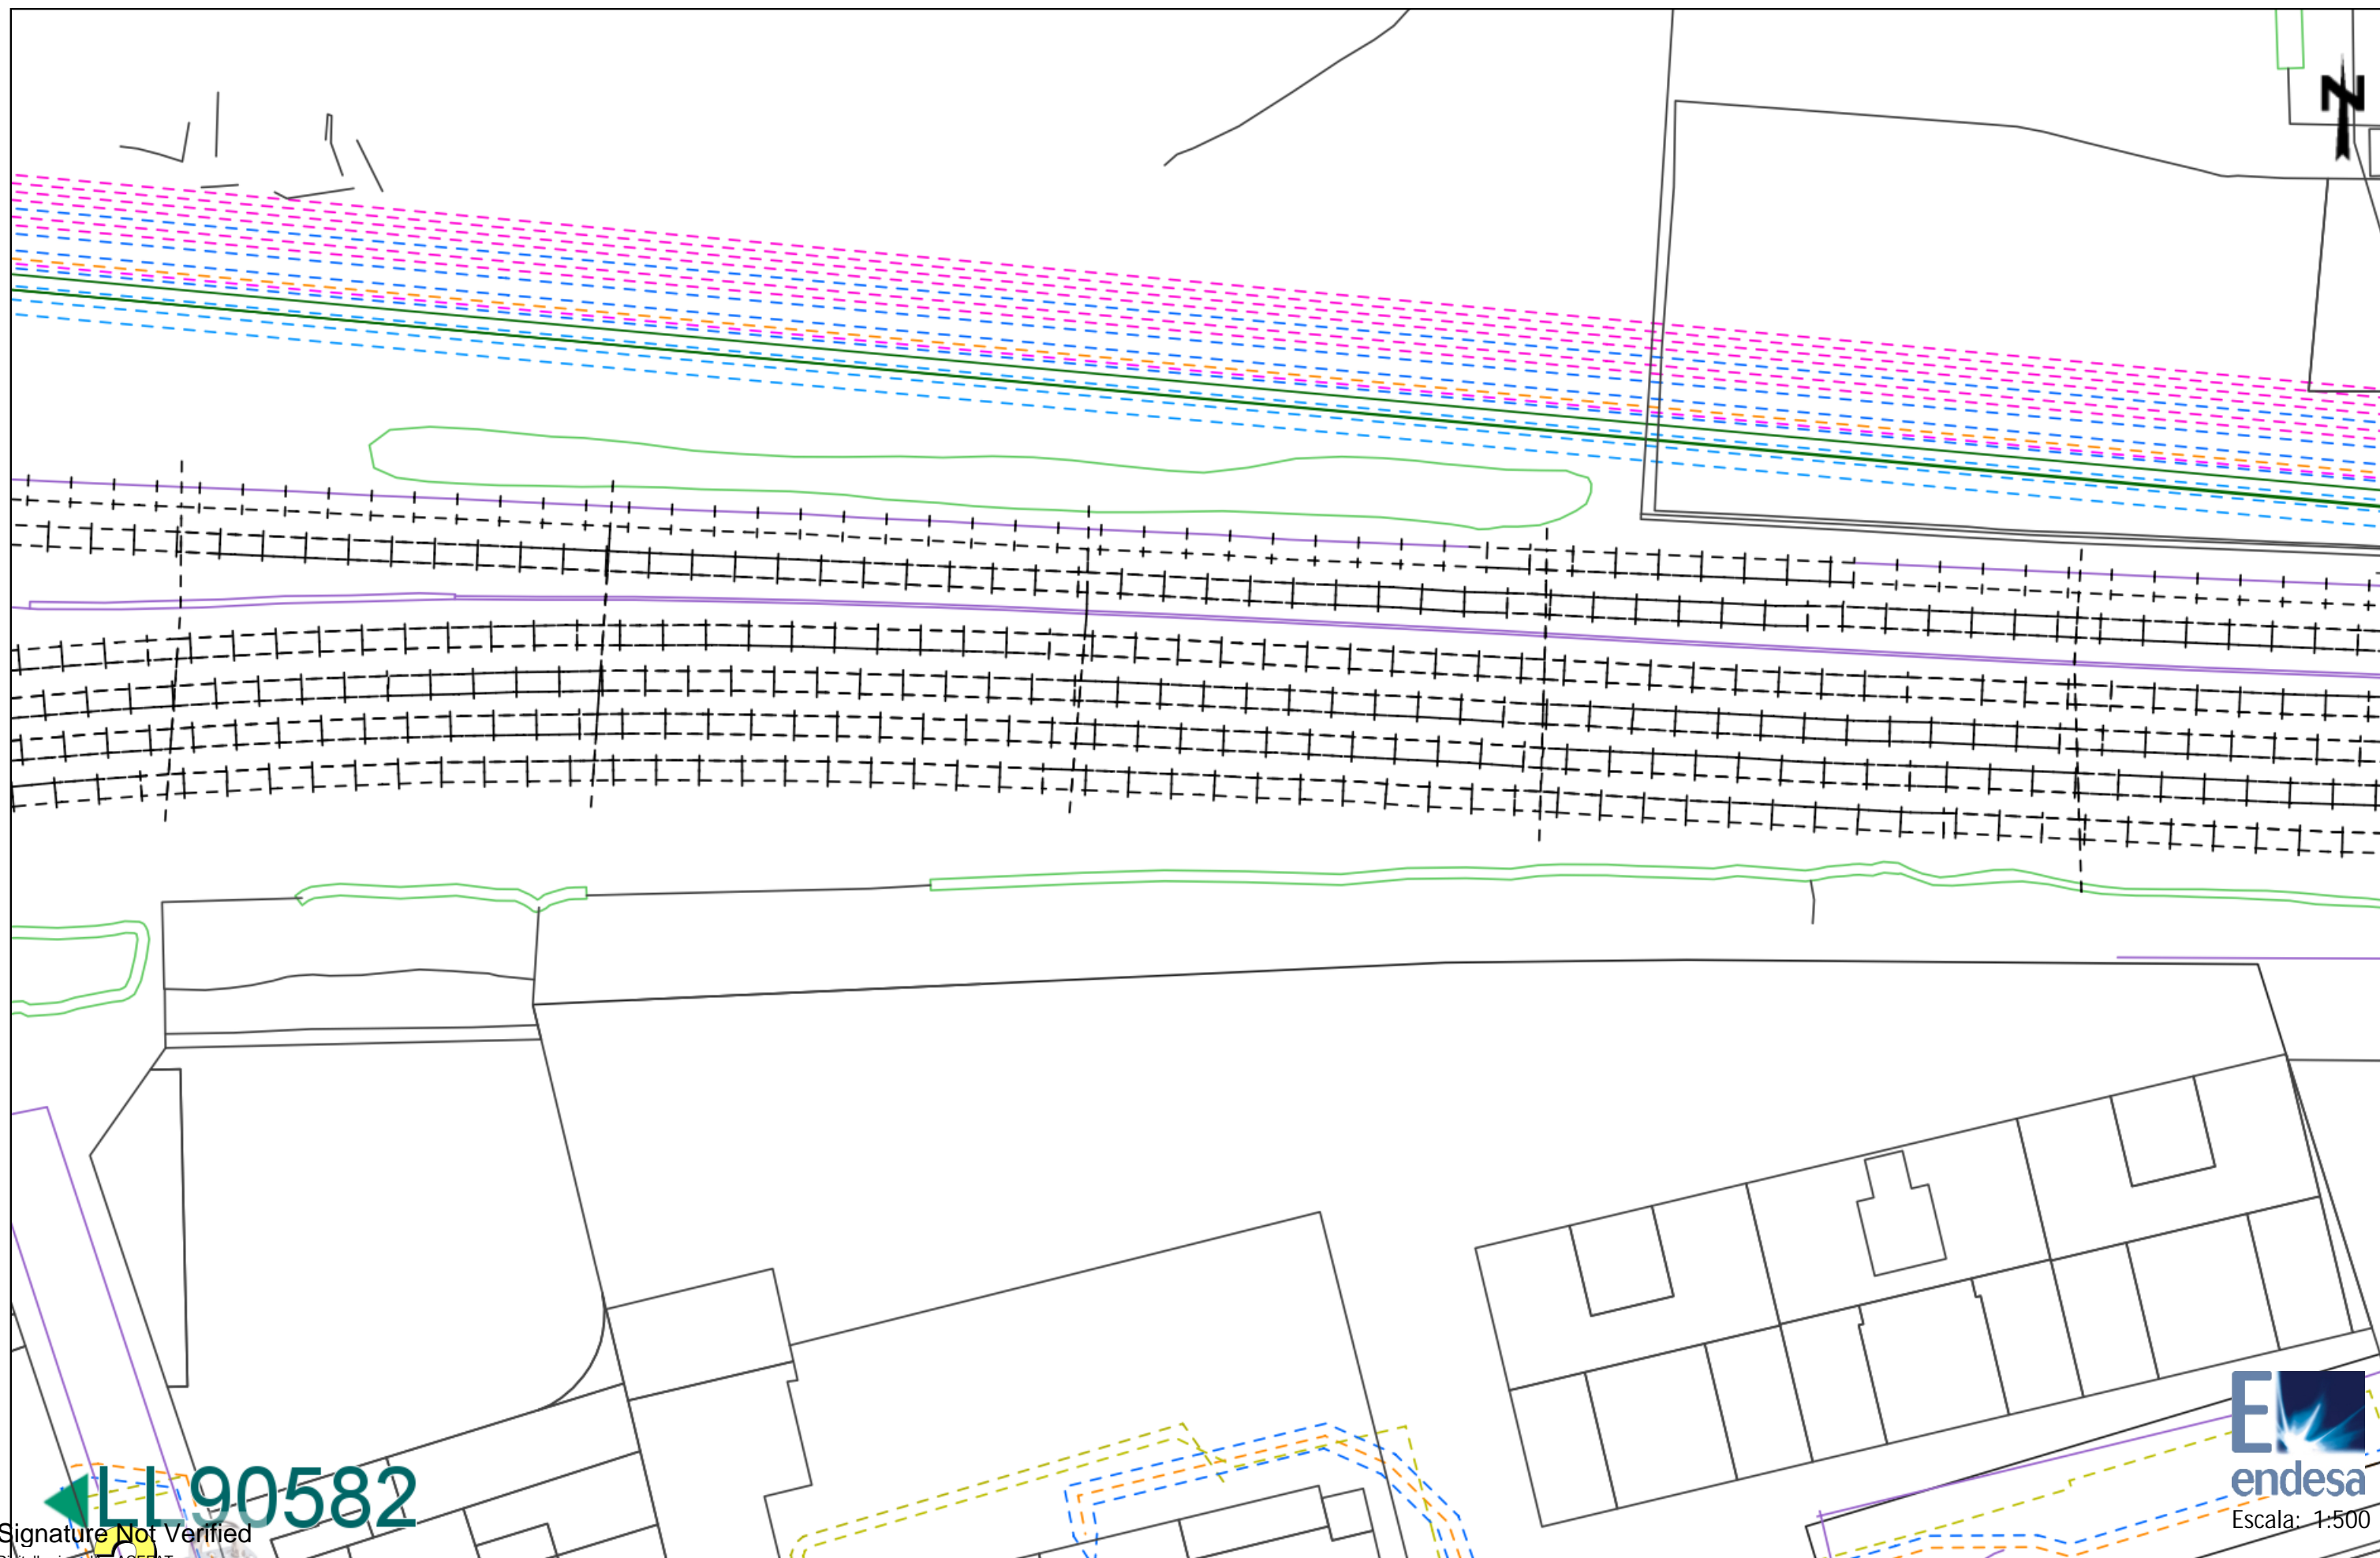 N
LL90582
Signature Not Verified
E
endesa
Escala: 1:500